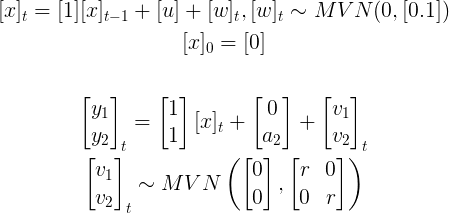 [x]_t = [1][x]_{t−1} + [u] + [w]_t, [w]_t ∼ MVN(0, [0.1])
[x]_0 = [0]
[y_1; y_2]_t = [1; 1] [x]_t + [0; a_2] + [v_1; v_2]_t
[v_1; v_2]_t ∼ MVN ([0; 0], [r 0; 0 r])